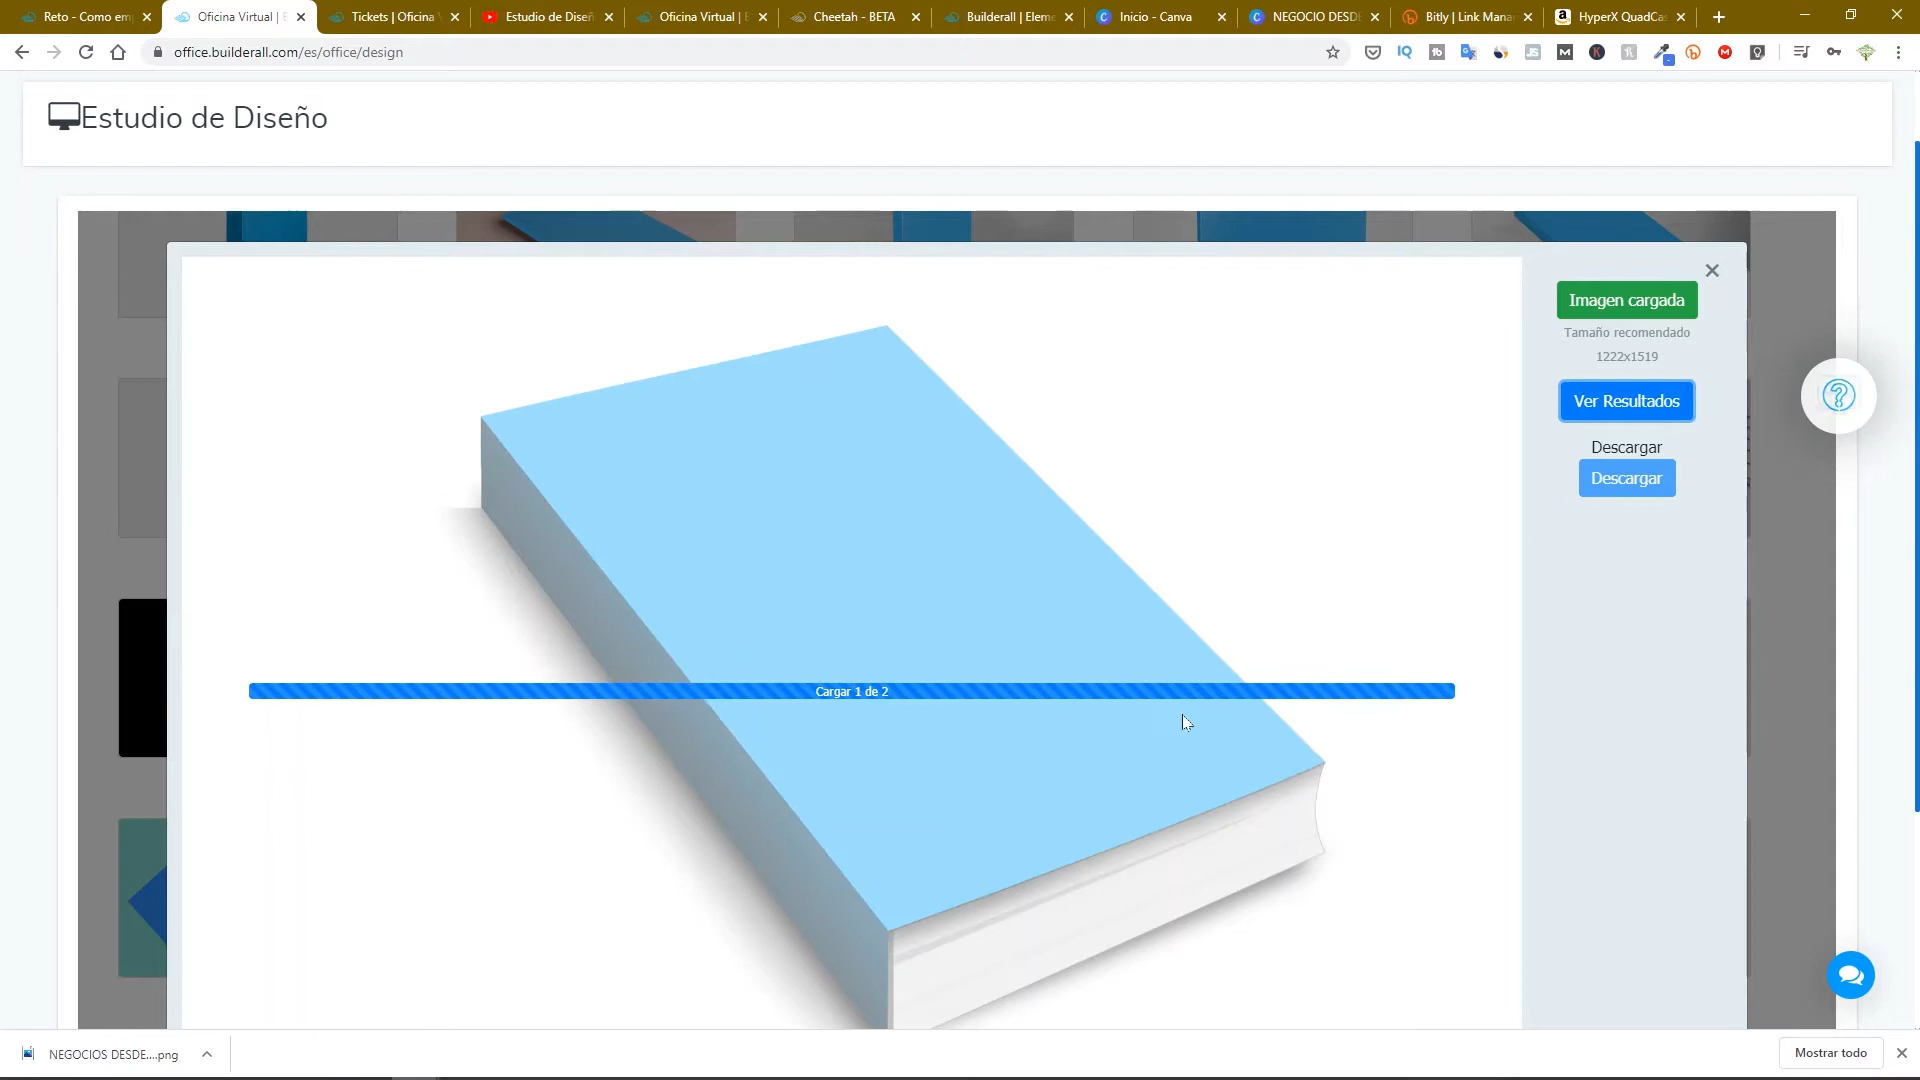 Reto - Como em
Oficina Virtual | B
Tickets | Oficina V
Estudio de Diseñ
Oficina Virtual | B
Cheetah - BETA
Builderall | Eleme
Inicio - Canva
NEGOCIO DESDE
Bitly | Link Mana
HyperX QuadCa
office.builderall.com/es/office/design
Estudio de Diseño
Imagen cargada
Tamaño recomendado
1222x1519
Ver Resultados
Descargar
Descargar
Cargar 1 de 2
NEGOCIOS DESDE....png
Mostrar todo